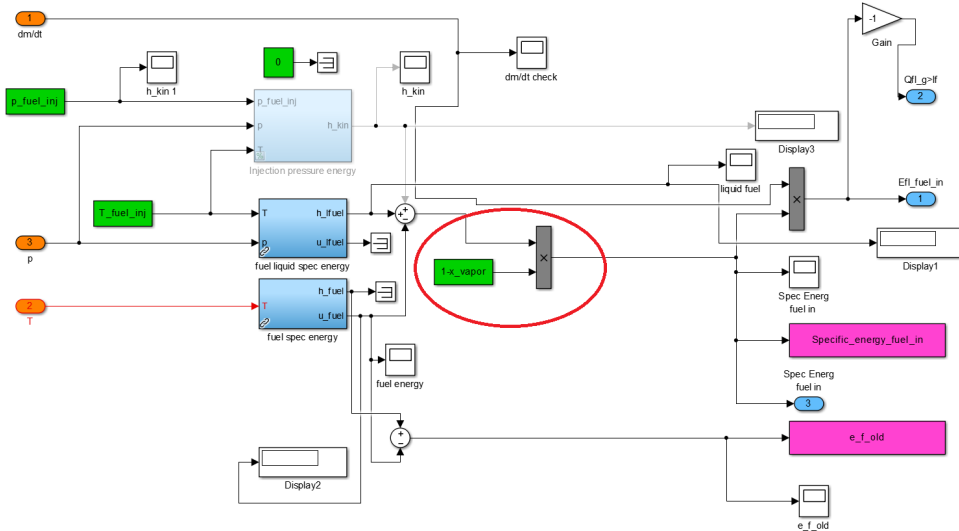 1
dm/dt
h_kin 1
0
h_kin
dm/dt check
-1
Gain
Qfl_g>lf
2
p_fuel_inj
p_fuel_inj
p
T
h_kin
Injection pressure energy
Display3
liquid fuel
Efl_fuel_in
1
T_fuel_inj
T
p
h_lfuel
u_lfuel
fuel liquid spec energy
+
+
−
×
×
3
p
1-x_vapor
Display1
2
T
T
h_fuel
u_fuel
fuel spec energy
Spec Energ
fuel in
fuel energy
Specific_energy_fuel_in
Spec Energ
fuel in
3
+
−
e_f_old
Display2
e_f_old